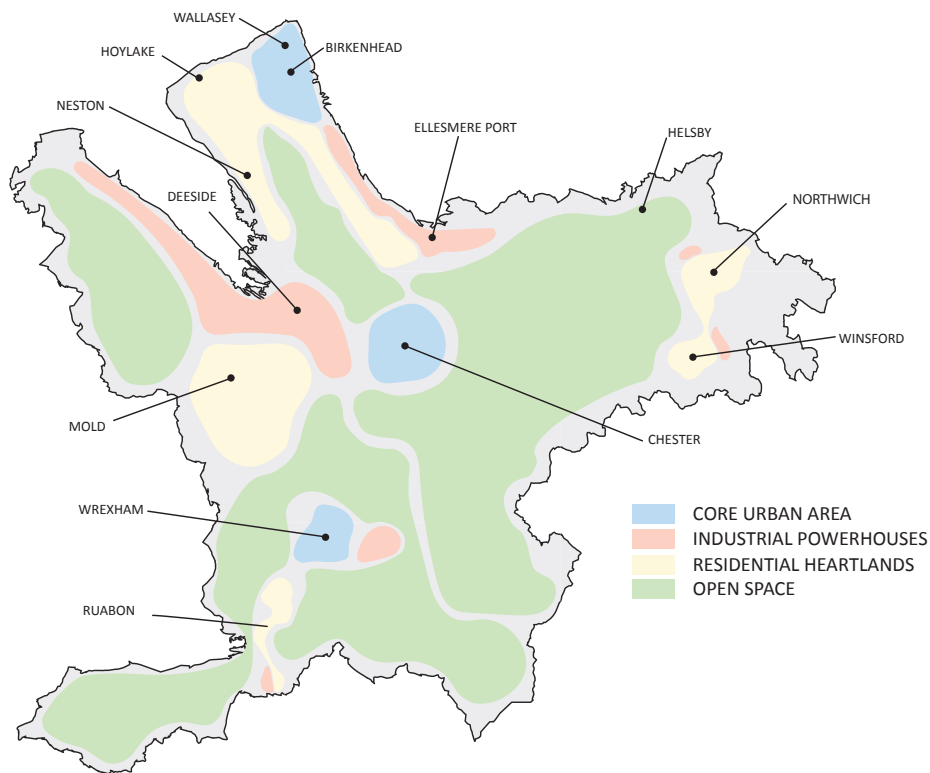 WALLASEY
BIRKENHEAD
HOYLAKE
NESTON
ELLESMERE PORT
HELSBY
DEESIDE
NORTHWICH
WINSFORD
MOLD
CHESTER
WREXHAM
CORE URBAN AREA
INDUSTRIAL POWERHOUSES
RESIDENTIAL HEARTLANDS
OPEN SPACE
RUABON